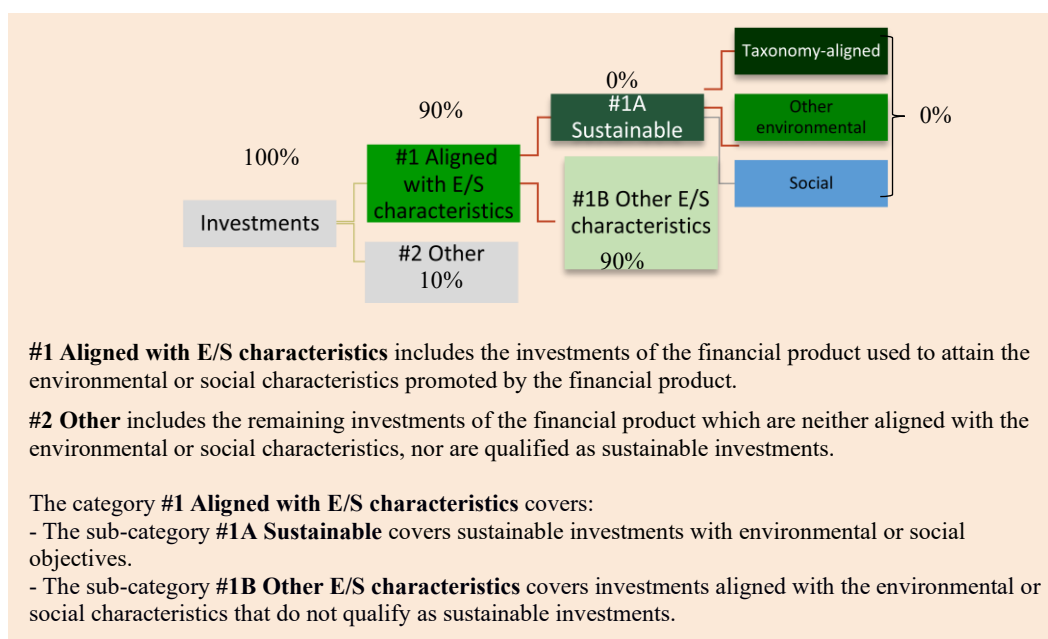 Taxonomy-aligned
0%
#1A
Sustainable
Other
environmental
0%
90%
100%
#1 Aligned
with E/S
characteristics
Social
#1B Other E/S
characteristics
90%
Investments
#2 Other
10%
#1 Aligned with E/S characteristics includes the investments of the financial product used to attain the
environmental or social characteristics promoted by the financial product.
#2 Other includes the remaining investments of the financial product which are neither aligned with the
environmental or social characteristics, nor are qualified as sustainable investments.
The category #1 Aligned with E/S characteristics covers:
- The sub-category #1A Sustainable covers sustainable investments with environmental or social
objectives.
- The sub-category #1B Other E/S characteristics covers investments aligned with the environmental or
social characteristics that do not qualify as sustainable investments.